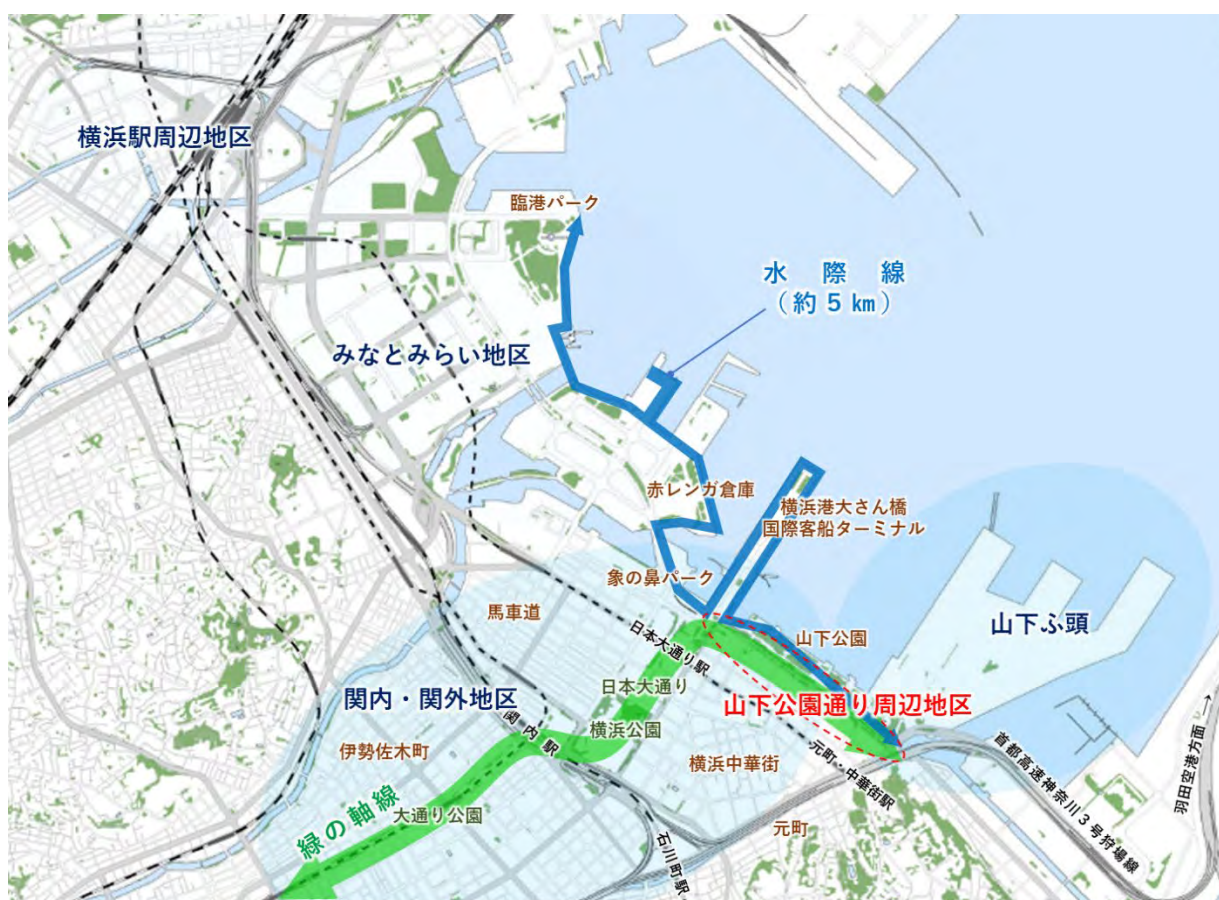 横浜駅周辺地区
臨港パーク
水際線
（約5㎞）
みなとみらい地区
赤レンガ倉庫
横浜港大さん橋
国際客船ターミナル
象の鼻パーク
馬車道
山下公園
山下ふ頭
日本大通り駅
日本大通り
関内・関外地区
山下公園通り周辺地区
横浜公園
関内駅
伊勢佐木町
横浜中華街
元町・中華街駅
首都高速神奈川3号狩場線
羽田空港方面→
緑の軸線
大通り公園
元町
石川町駅